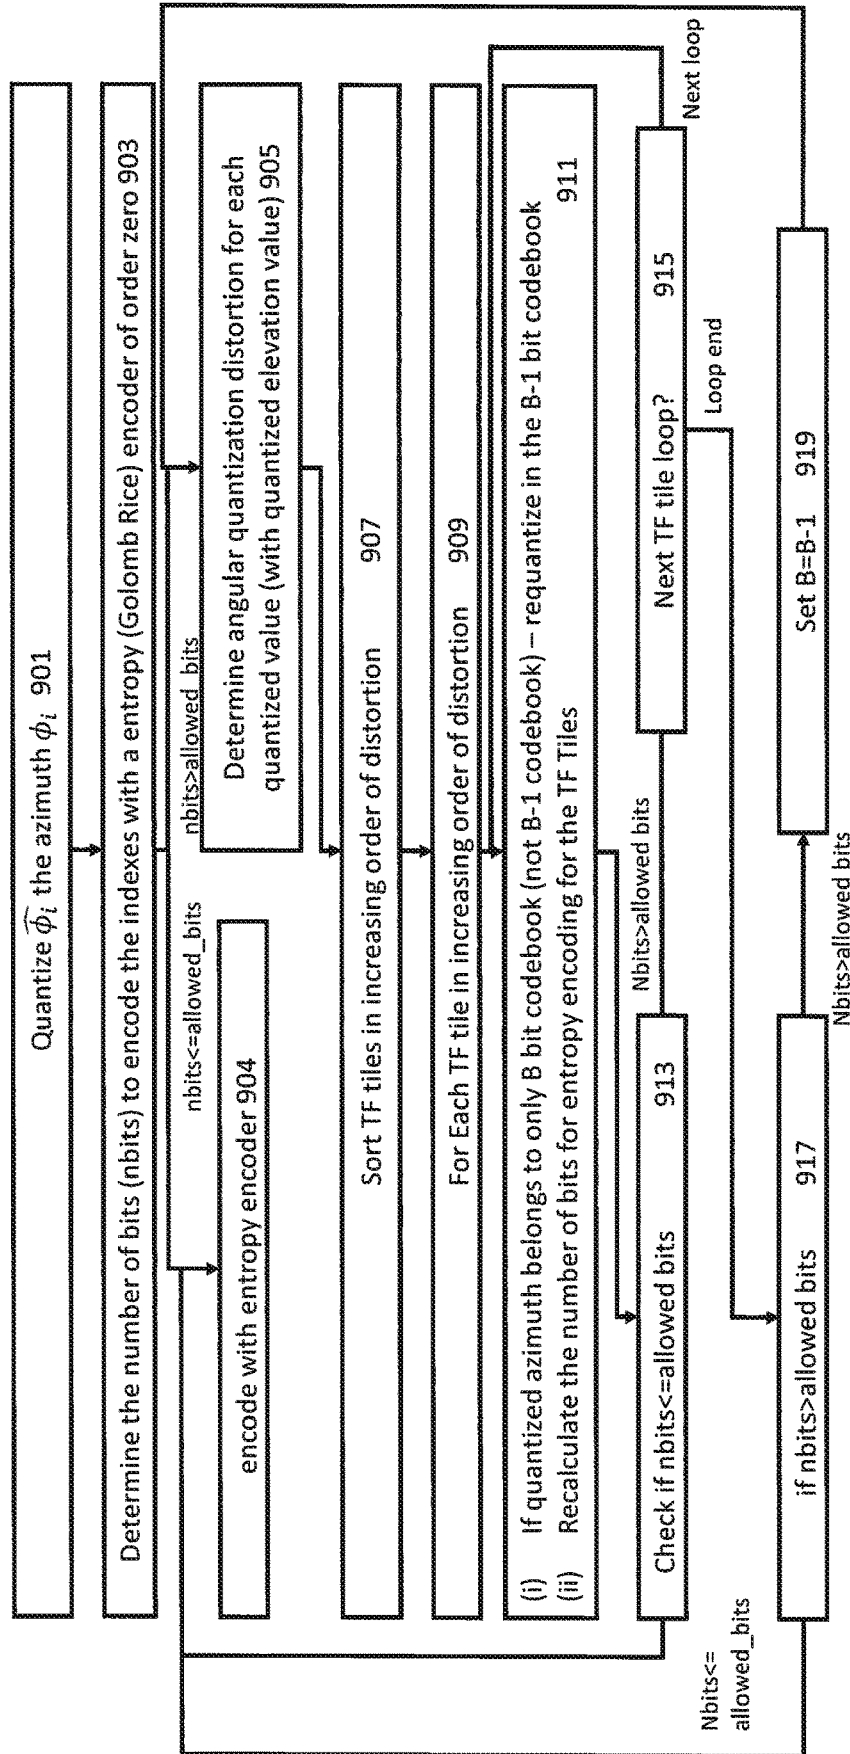 Quantize $\widehat{\phi_i}$ the azimuth $\phi_i$ 901
Determine the number of bits (nbits) to encode the indexes with a entropy (Golomb Rice) encoder of order zero 903
nbits<=allowed_bits
nbits>allowed_bits
encode with entropy encoder 904
Determine angular quantization distortion for each
quantized value (with quantized elevation value) 905
Sort TF tiles in increasing order of distortion 907
For Each TF tile in increasing order of distortion 909
(i) If quantized azimuth belongs to only B bit codebook (not B-1 codebook) – requantize in the B-1 bit codebook
(ii) Recalculate the number of bits for entropy encoding for the TF Tiles 911
Check if nbits<=allowed bits 913
Nbits>allowed bits
Next TF tile loop? 915
Next loop
Loop end
Nbits<=
allowed_bits
if nbits>allowed bits 917
Nbits>allowed bits
Set B=B-1 919